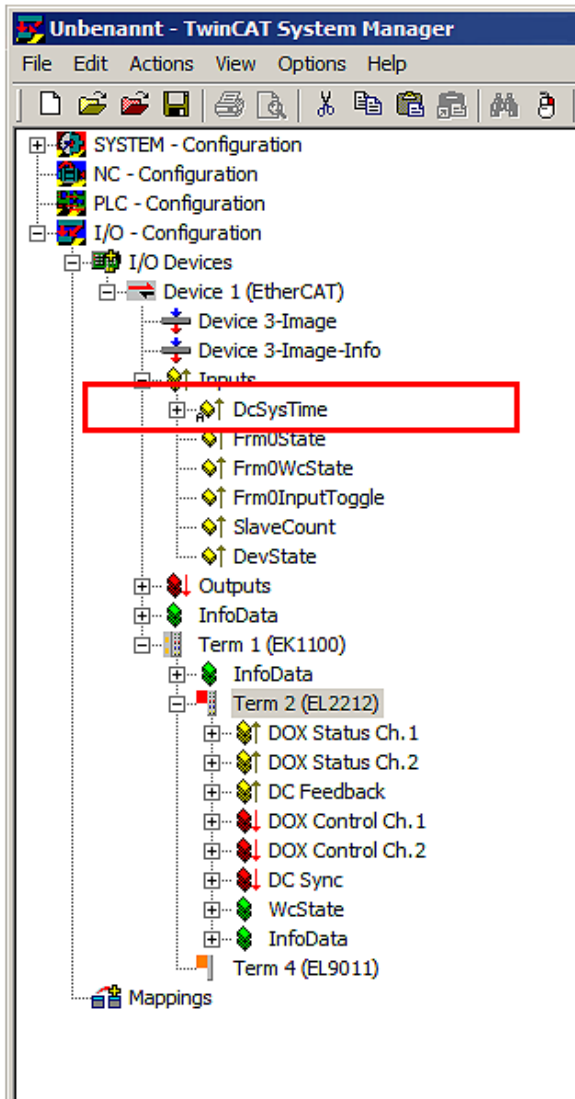 Unbenannt - TwinCAT System Manager
File Edit Actions View Options Help
SYSTEM - Configuration
NC - Configuration
PLC - Configuration
I/O - Configuration
I/O Devices
Device 1 (EtherCAT)
Device 3-Image
Device 3-Image-Info
Inputs
DcSysTime
Frm0State
Frm0WcState
Frm0InputToggle
SlaveCount
DevState
Outputs
InfoData
Term 1 (EK1100)
InfoData
Term 2 (EL2212)
DOX Status Ch.1
DOX Status Ch.2
DC Feedback
DOX Control Ch.1
DOX Control Ch.2
DC Sync
WcState
InfoData
Term 4 (EL9011)
Mappings